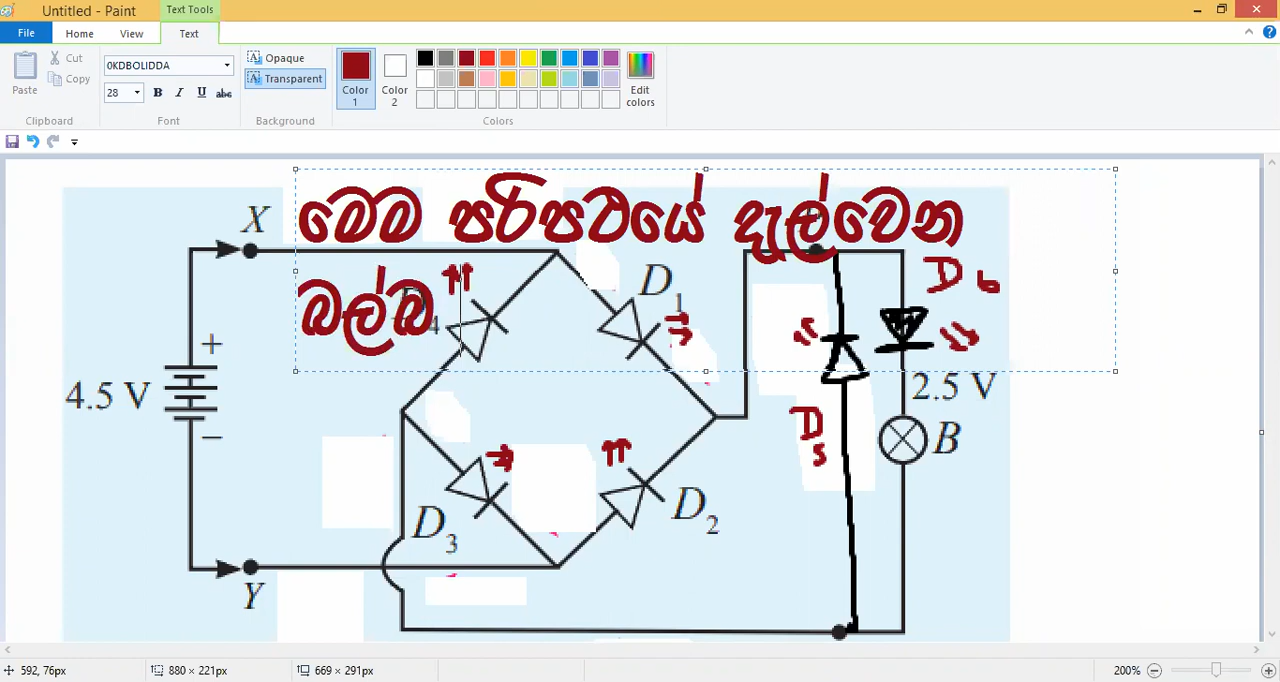 Untitled - Paint
Text Tools
File
Home
View
Text
Paste
Cut
Copy
Clipboard
0KDBOLIDDA
28
B
I
U
abc
Font
Opaque
Transparent
Background
Color 1
Color 2
Edit colors
Colors
මෙම පරිපථයේ දැල්වෙන
බල්බ
X
D1
D6
4
+
4.5 V
−
2.5 V
D5
B
D3
D2
Y
592, 76px
880 × 221px
669 × 291px
200%